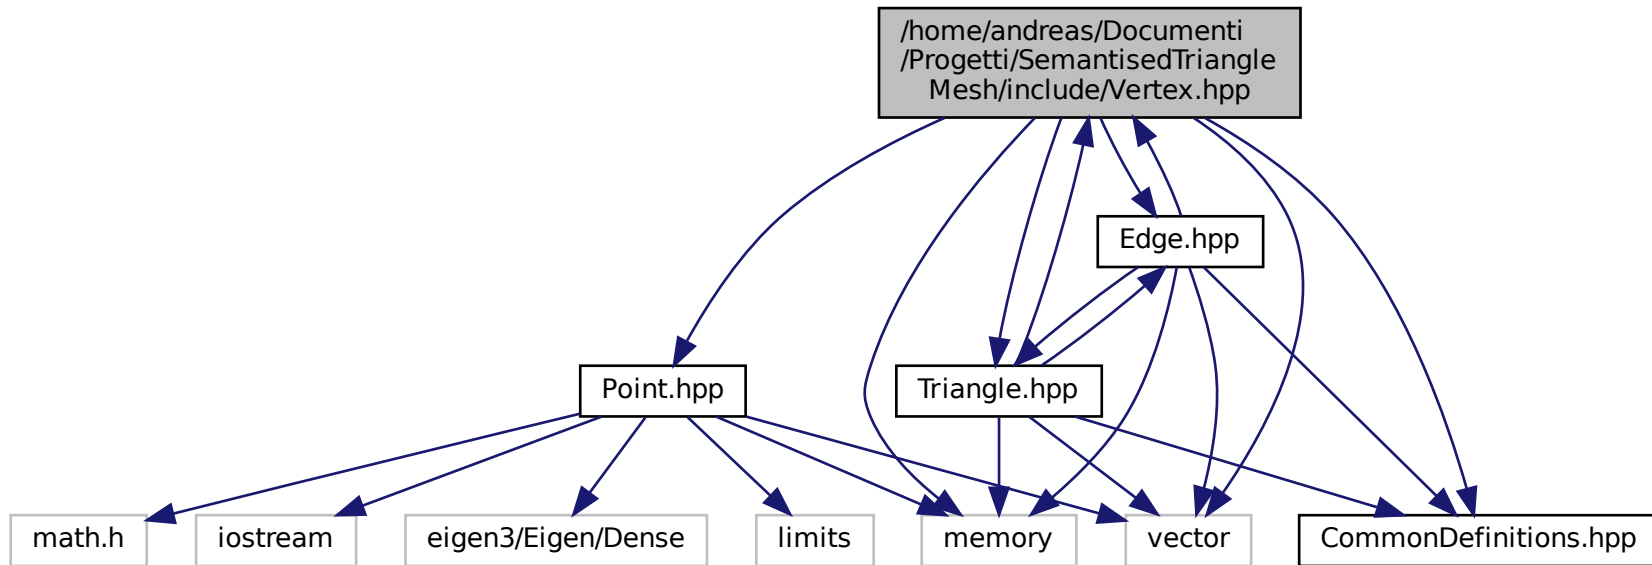 /home/andreas/Documenti
/Progetti/SemantisedTriangle
Mesh/include/Vertex.hpp
Edge.hpp
Point.hpp
Triangle.hpp
math.h
iostream
eigen3/Eigen/Dense
limits
memory
vector
CommonDefinitions.hpp